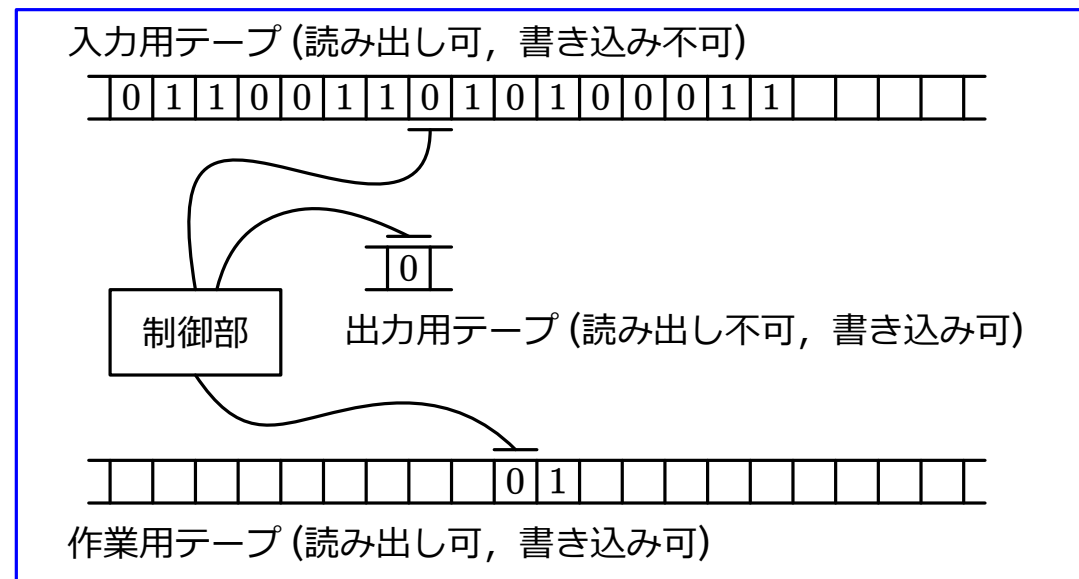 入力用テープ (読み出し可，書き込み不可)
0 1 1 0 0 1 1 0 1 0 1 0 0 0 1 1
0
制御部
出力用テープ (読み出し不可，書き込み可)
0 1
作業用テープ (読み出し可，書き込み可)